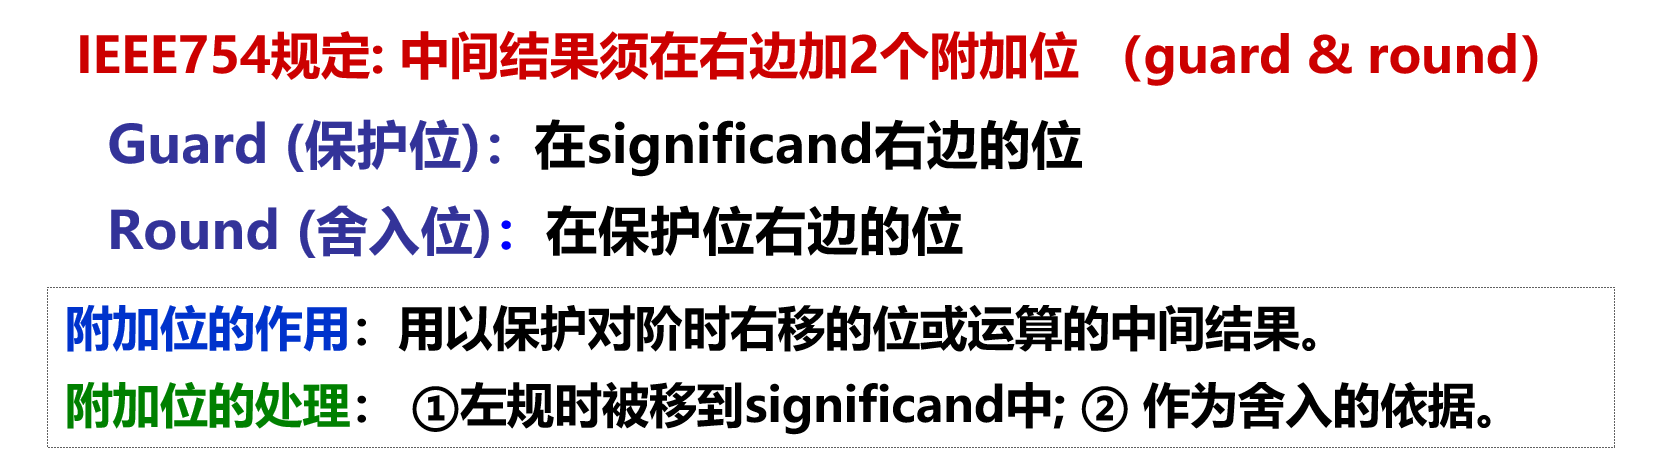 IEEE754规定: 中间结果须在右边加2个附加位 （guard & round）
Guard (保护位)：在significand右边的位
Round (舍入位)：在保护位右边的位
附加位的作用：用以保护对阶时右移的位或运算的中间结果。
附加位的处理： ①左规时被移到significand中; ② 作为舍入的依据。